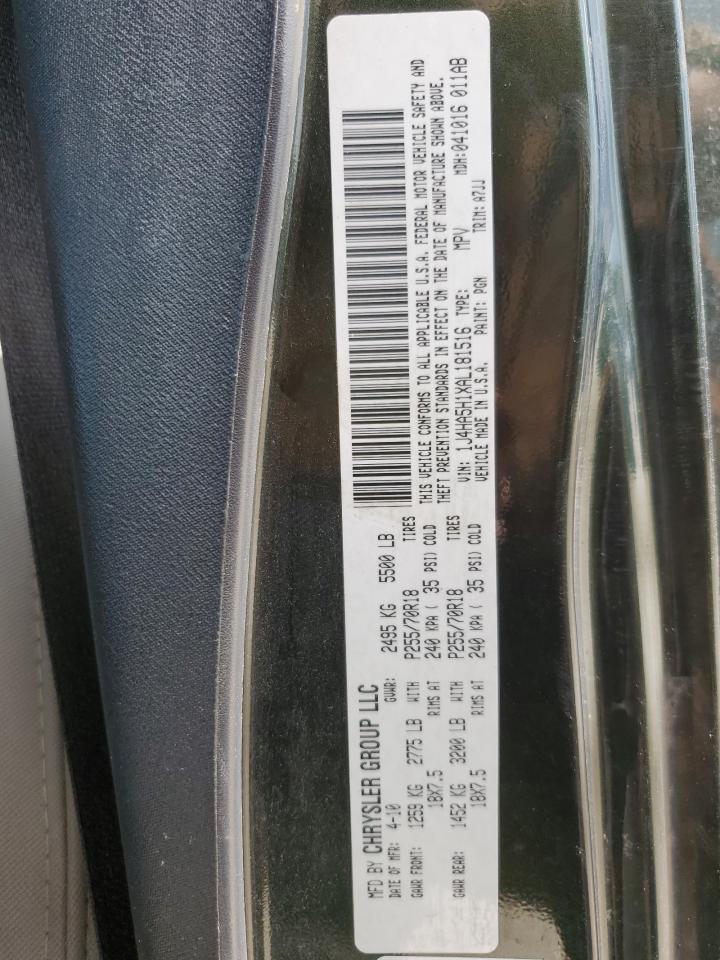 MFD BY CHRYSLER GROUP LLC
DATE OF MFR: 4-10 GVWR: 2495 KG 5500 LB
GAWR FRONT: 1259 KG 2775 LB WITH P255/70R18 TIRES
18X7.5 RIMS AT 240 KPA ( 35 PSI) COLD
GAWR REAR: 1452 KG 3200 LB WITH P255/70R18 TIRES
18X7.5 RIMS AT 240 KPA ( 35 PSI) COLD
THIS VEHICLE CONFORMS TO ALL APPLICABLE U.S.A. FEDERAL MOTOR VEHICLE SAFETY AND
THEFT PREVENTION STANDARDS IN EFFECT ON THE DATE OF MANUFACTURE SHOWN ABOVE.
VIN: 1J4HA5H1XAL181516 TYPE: MPV MDH:041016 011AB
VEHICLE MADE IN U.S.A. PAINT: PGN TRIM: A7JJ